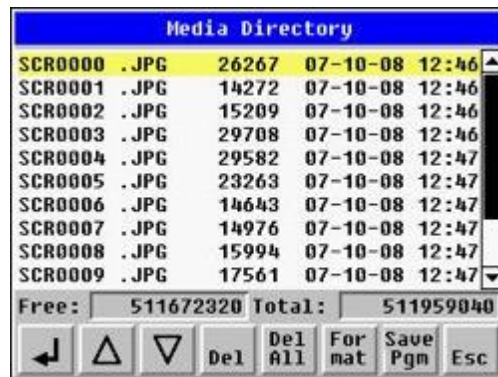 Media Directory
SCR0000 .JPG 26267 07-10-08 12:46
SCR0001 .JPG 14272 07-10-08 12:46
SCR0002 .JPG 15209 07-10-08 12:46
SCR0003 .JPG 29708 07-10-08 12:46
SCR0004 .JPG 29582 07-10-08 12:47
SCR0005 .JPG 23263 07-10-08 12:47
SCR0006 .JPG 14643 07-10-08 12:47
SCR0007 .JPG 14976 07-10-08 12:47
SCR0008 .JPG 15994 07-10-08 12:47
SCR0009 .JPG 17561 07-10-08 12:47
Free: 511672320 Total: 511959040
Del Del All For mat Save Pgm Esc